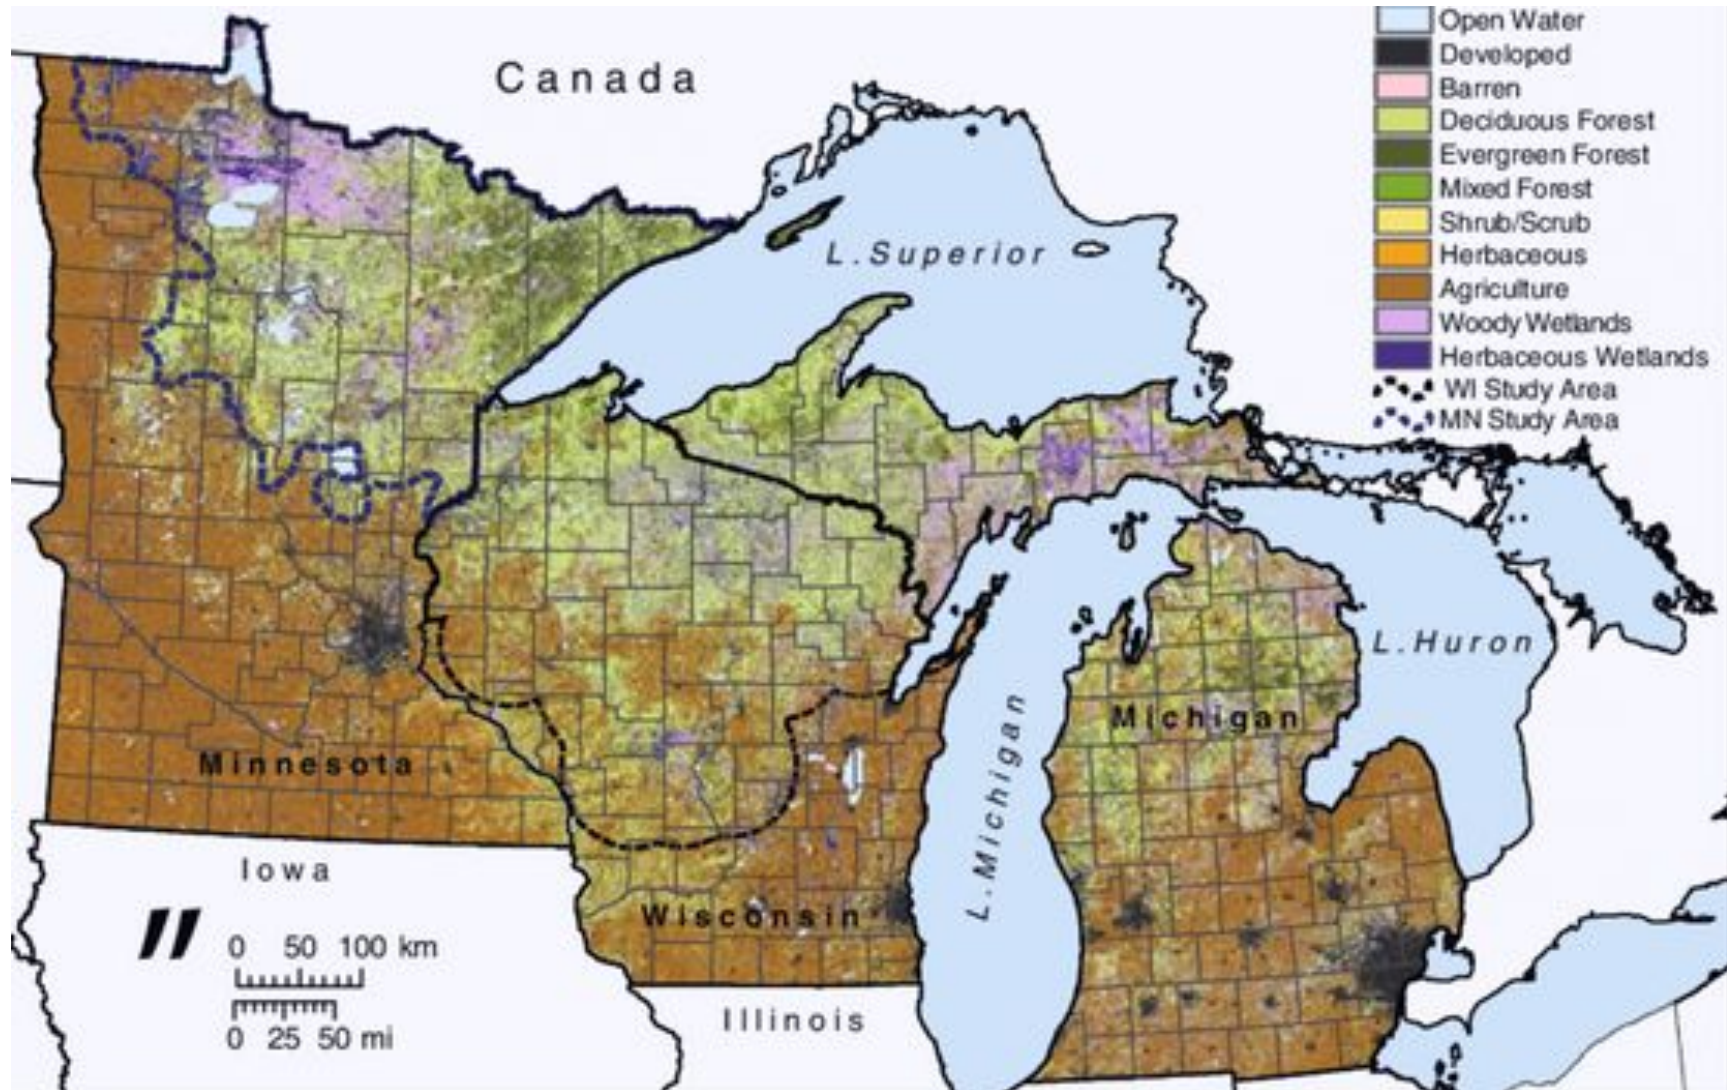 Canada
Open Water
Developed
Barren
Deciduous Forest
Evergreen Forest
Mixed Forest
Shrub/Scrub
Herbaceous
Agriculture
Woody Wetlands
Herbaceous Wetlands
WI Study Area
MN Study Area
L. Superior
L. Huron
L. Michigan
Michigan
Minnesota
Wisconsin
Iowa
Illinois
0 50 100 km
0 25 50 mi